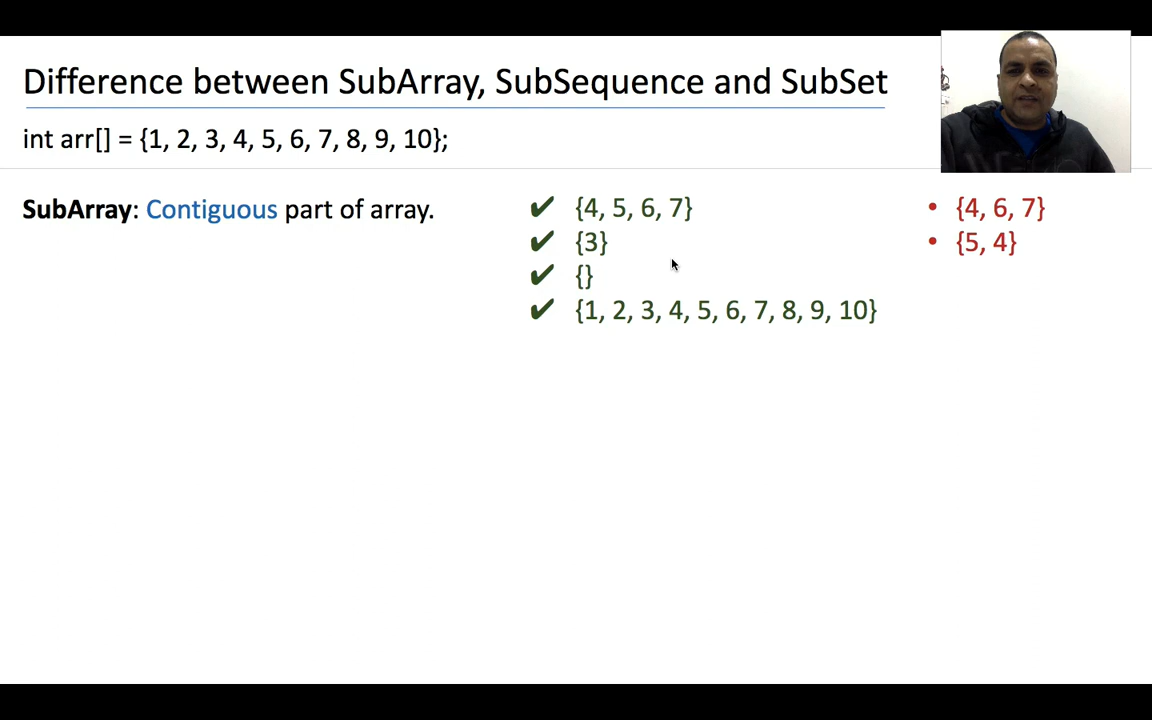 Difference between SubArray, SubSequence and SubSet
int arr[] = {1, 2, 3, 4, 5, 6, 7, 8, 9, 10};
SubArray: Contiguous part of array.
✔ {4, 5, 6, 7}
✔ {3}
✔ {}
✔ {1, 2, 3, 4, 5, 6, 7, 8, 9, 10}
• {4, 6, 7}
• {5, 4}